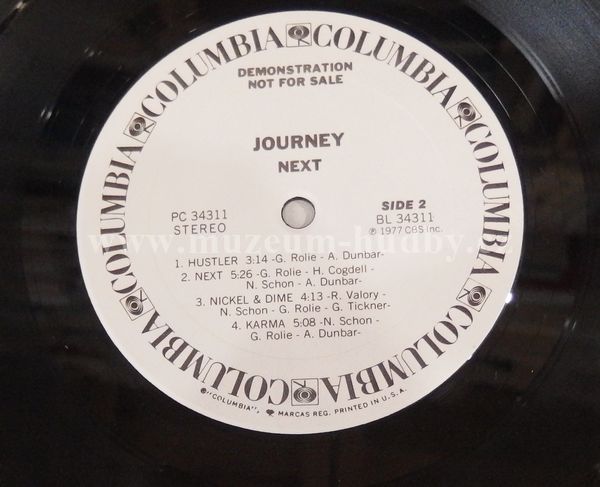 COLUMBIA COLUMBIA COLUMBIA COLUMBIA COLUMBIA COLUMBIA COLUMBIA COLUMBIA
DEMONSTRATION
NOT FOR SALE
JOURNEY
NEXT
PC 34311
STEREO
SIDE 2
BL 34311
℗ 1977 CBS Inc.
www.muzeum-hudby.cz
1. HUSTLER 3:14 -G. Rolie - A. Dunbar-
2. NEXT 5:26 -G. Rolie - H. Cogdell -
N. Schon - A. Dunbar-
3. NICKEL & DIME 4:13 -R. Valory -
N. Schon - G. Rolie - G. Tickner-
4. KARMA 5:08 -N. Schon -
G. Rolie - A. Dunbar-
®"COLUMBIA", MARCAS REG. PRINTED IN U.S.A.